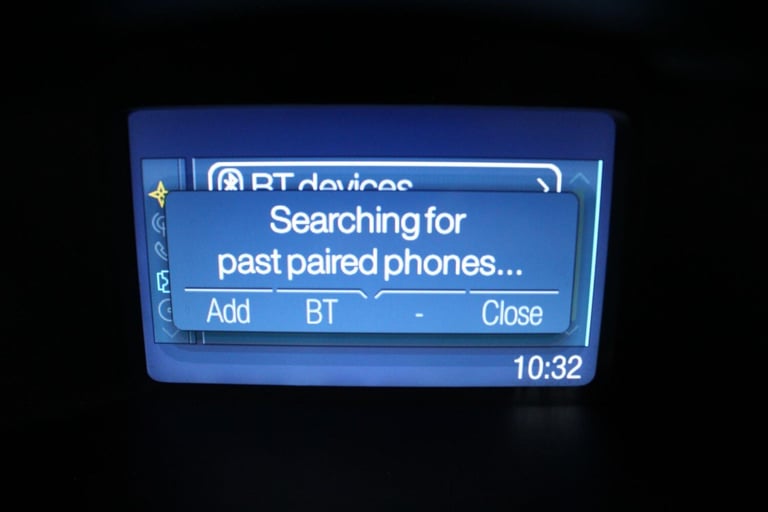 BT devices
Searching for
past paired phones...
Add BT - Close
10:32